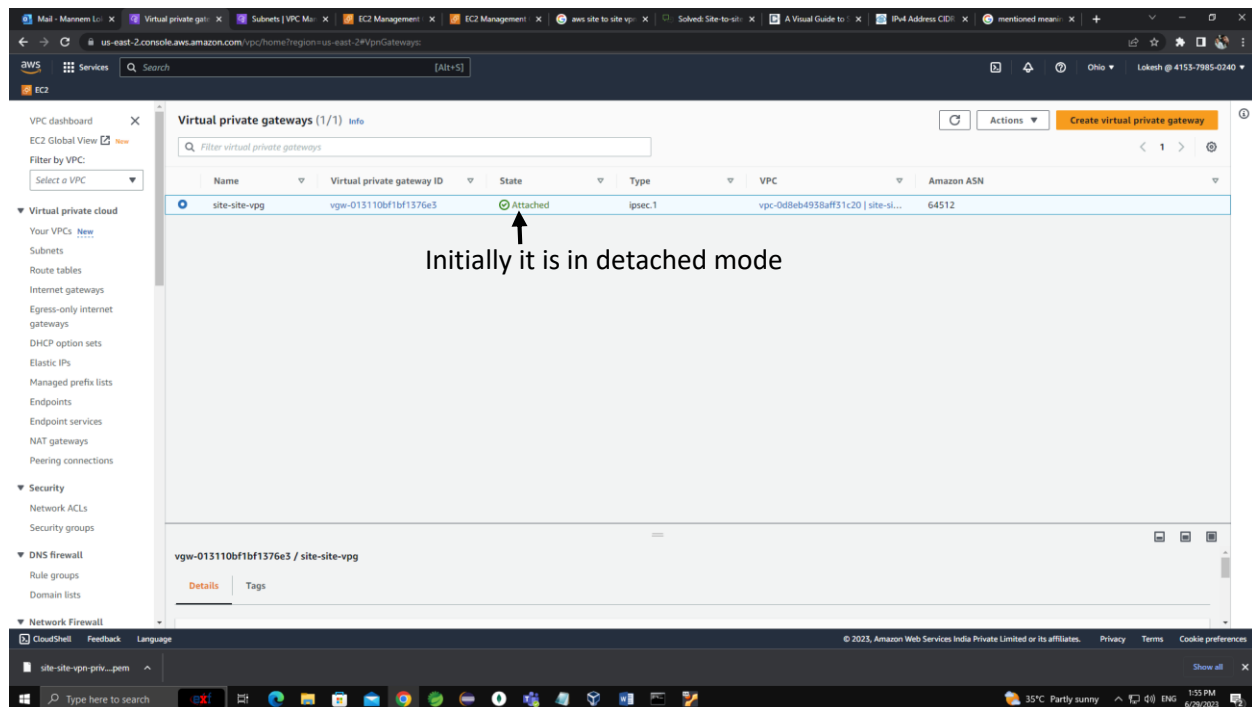 Mail - Mannem Lo
Virtual private gate
Subnets | VPC Man
EC2 Management
EC2 Management
aws site to site vpn
Solved: Site-to-site
A Visual Guide to S
IPv4 Address CIDR
mentioned meanin
us-east-2.console.aws.amazon.com/vpc/home?region=us-east-2#VpnGateways:
aws
Services
Search
[Alt+S]
Ohio
Lokesh @ 4153-7985-0240
EC2
VPC dashboard
EC2 Global View New
Filter by VPC:
Select a VPC
Virtual private cloud
Your VPCs New
Subnets
Route tables
Internet gateways
Egress-only internet
gateways
DHCP option sets
Elastic IPs
Managed prefix lists
Endpoints
Endpoint services
NAT gateways
Peering connections
Security
Network ACLs
Security groups
DNS firewall
Rule groups
Domain lists
Network Firewall
Virtual private gateways (1/1) Info
Actions
Create virtual private gateway
Filter virtual private gateways
1
Name Virtual private gateway ID State Type VPC Amazon ASN
site-site-vpg vgw-013110bf1bf1376e3 Attached ipsec.1 vpc-0d8eb4938aff31c20 | site-si... 64512
Initially it is in detached mode
vgw-013110bf1bf1376e3 / site-site-vpg
Details
Tags
CloudShell Feedback Language
© 2023, Amazon Web Services India Private Limited or its affiliates. Privacy Terms Cookie preferences
site-site-vpn-priv....pem
Show all
Type here to search
35°C Partly sunny
ENG
1:55 PM
6/29/2023